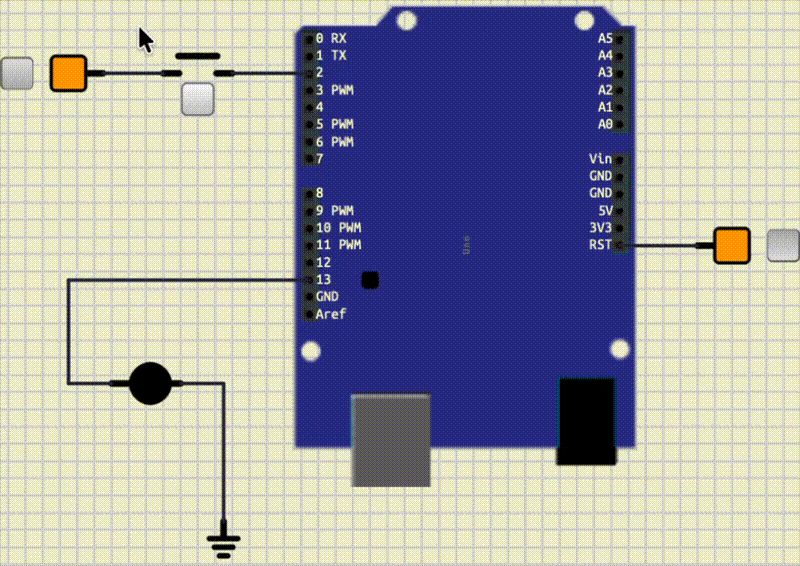 0 RX
1 TX
2
3 PWM
4
5 PWM
6 PWM
7
8
9 PWM
10 PWM
11 PWM
12
13
GND
Aref
A5
A4
A3
A2
A1
A0
Vin
GND
GND
5V
3V3
RST
Uno